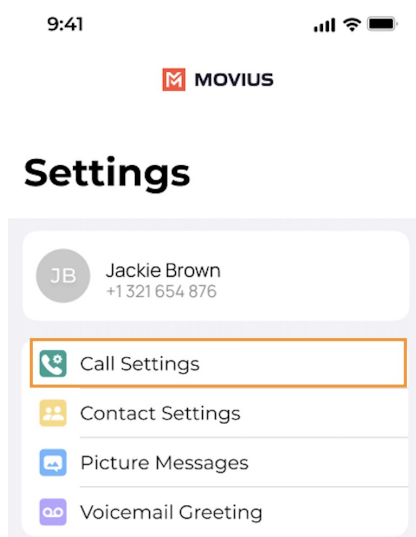 9:41
MOVIUS
Settings
JB
Jackie Brown
+1 321 654 876
Call Settings
Contact Settings
Picture Messages
Voicemail Greeting